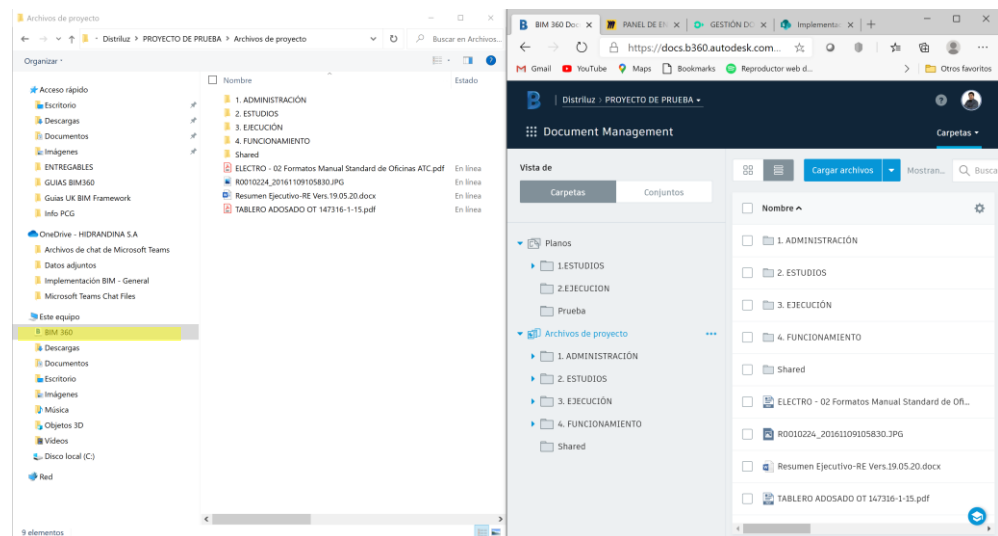 Archivos de proyecto
Distriluz > PROYECTO DE PRUEBA > Archivos de proyecto
Buscar en Archivos...
Organizar
Nombre
Estado
Acceso rápido
Escritorio
Descargas
Documentos
Imágenes
ENTREGABLES
GUIAS BIM360
Guías UK BIM Framework
Info PCG
OneDrive - HIDRANDINA S.A
Archivos de chat de Microsoft Teams
Datos adjuntos
Implementación BIM - General
Microsoft Teams Chat Files
Este equipo
BIM 360
Descargas
Documentos
Escritorio
Imágenes
Música
Objetos 3D
Vídeos
Disco local (C:)
Red
1. ADMINISTRACIÓN
2. ESTUDIOS
3. EJECUCIÓN
4. FUNCIONAMIENTO
Shared
ELECTRO - 02 Formatos Manual Standard de Oficinas ATC.pdf En línea
R0010224_20161109105830.JPG En línea
Resumen Ejecutivo-RE Vers.19.05.20.docx En línea
TABLERO ADOSADO OT 147316-1-15.pdf En línea
9 elementos
BIM 360 Doc
PANEL DE EN
GESTIÓN DO
Implementac
https://docs.b360.autodesk.com...
Gmail YouTube Maps Bookmarks Reproductor web d... Otros favoritos
Distriluz > PROYECTO DE PRUEBA
Document Management
Carpetas
Vista de
Carpetas Conjuntos
Planos
1.ESTUDIOS
2.EJECUCION
Prueba
Archivos de proyecto
1. ADMINISTRACIÓN
2. ESTUDIOS
3. EJECUCIÓN
4. FUNCIONAMIENTO
Shared
Cargar archivos Mostran... Busca
Nombre
1. ADMINISTRACIÓN
2. ESTUDIOS
3. EJECUCIÓN
4. FUNCIONAMIENTO
Shared
ELECTRO - 02 Formatos Manual Standard de Ofi...
R0010224_20161109105830.JPG
Resumen Ejecutivo-RE Vers.19.05.20.docx
TABLERO ADOSADO OT 147316-1-15.pdf